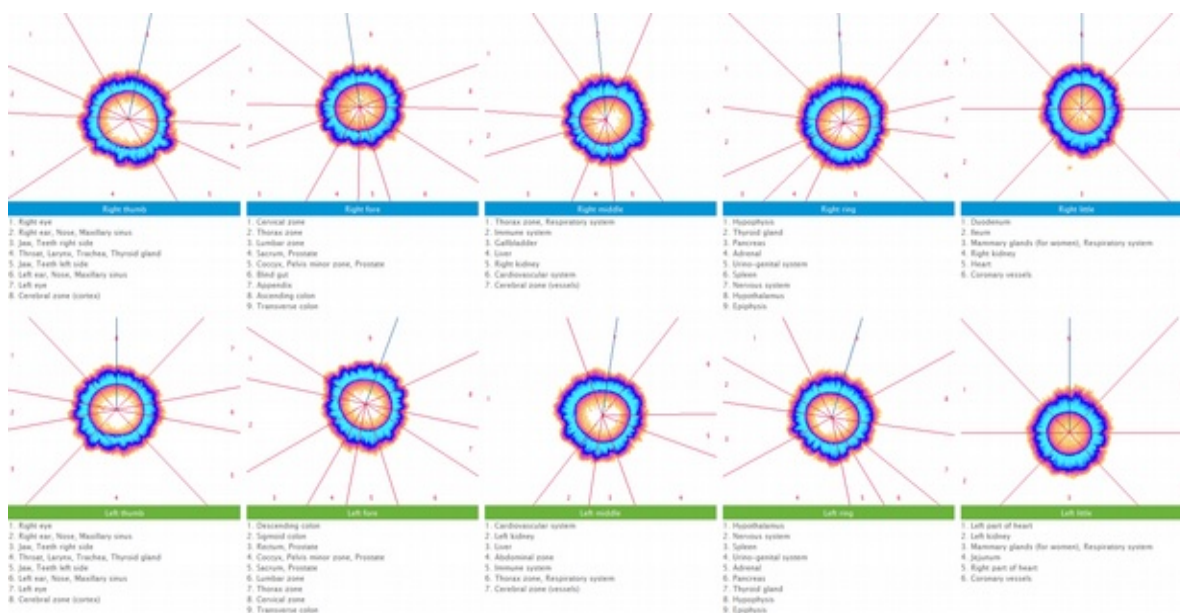 Right thumb
1. Right eye
2. Right ear, Nose, Maxillary sinus
3. Jaw, Teeth right side
4. Throat, Larynx, Trachea, Thyroid gland
5. Jaw, Teeth left side
6. Left ear, Nose, Maxillary sinus
7. Left eye
8. Cerebral zone (cortex)
Right fore
1. Cervical zone
2. Thorax zone
3. Lumbar zone
4. Sacrum, Prostate
5. Coccyx, Pelvis minor zone, Prostate
6. Blind gut
7. Appendix
8. Ascending colon
9. Transverse colon
Right middle
1. Thorax zone, Respiratory system
2. Immune system
3. Gallbladder
4. Liver
5. Right kidney
6. Cardiovascular system
7. Cerebral zone (vessels)
Right ring
1. Hypophysis
2. Thyroid gland
3. Pancreas
4. Adrenal
5. Urino-genital system
6. Spleen
7. Nervous system
8. Hypothalamus
9. Epiphysis
Right little
1. Duodenum
2. Ileum
3. Mammary glands (for women), Respiratory system
4. Right kidney
5. Heart
6. Coronary vessels
Left thumb
1. Right eye
2. Right ear, Nose, Maxillary sinus
3. Jaw, Teeth right side
4. Throat, Larynx, Trachea, Thyroid gland
5. Jaw, Teeth left side
6. Left ear, Nose, Maxillary sinus
7. Left eye
8. Cerebral zone (cortex)
Left fore
1. Descending colon
2. Sigmoid colon
3. Rectum, Prostate
4. Coccyx, Pelvis minor zone, Prostate
5. Sacrum, Prostate
6. Lumbar zone
7. Thorax zone
8. Cervical zone
9. Transverse colon
Left middle
1. Cardiovascular system
2. Left kidney
3. Liver
4. Abdominal zone
5. Immune system
6. Thorax zone, Respiratory system
7. Cerebral zone (vessels)
Left ring
1. Hypothalamus
2. Nervous system
3. Spleen
4. Urino-genital system
5. Adrenal
6. Pancreas
7. Thyroid gland
8. Hypophysis
9. Epiphysis
Left little
1. Left part of heart
2. Left kidney
3. Mammary glands (for women), Respiratory system
4. Jejunum
5. Right part of heart
6. Coronary vessels